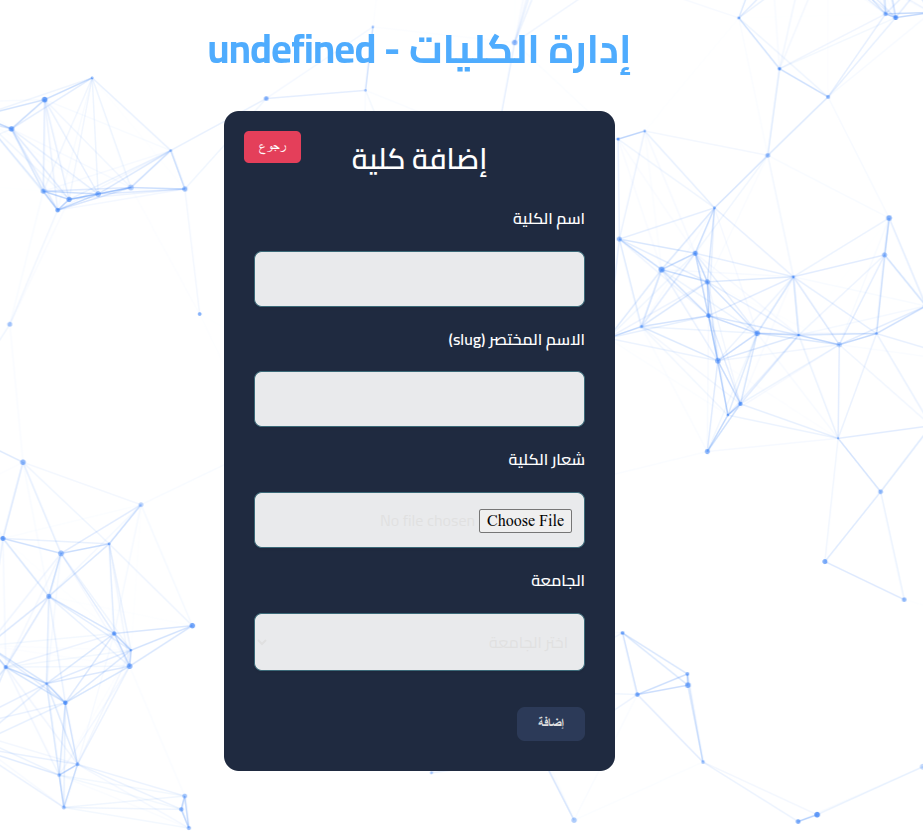 إدارة الكليات - undefined
رجوع
إضافة كلية
اسم الكلية
الاسم المختصر (slug)
شعار الكلية
Choose File No file chosen
الجامعة
اختر الجامعة
إضافة